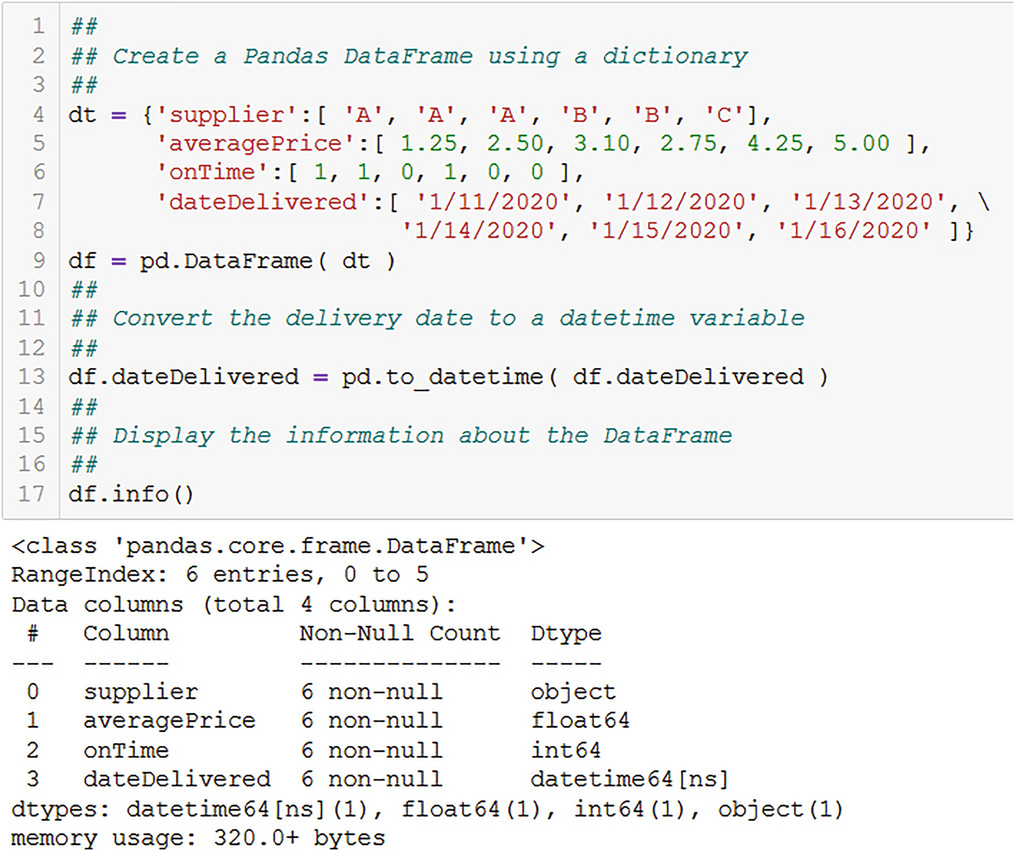 1 ##
2 ## Create a Pandas DataFrame using a dictionary
3 ##
4 dt = {'supplier':[ 'A', 'A', 'A', 'B', 'B', 'C'],
5       'averagePrice':[ 1.25, 2.50, 3.10, 2.75, 4.25, 5.00 ],
6       'onTime':[ 1, 1, 0, 1, 0, 0 ],
7       'dateDelivered':[ '1/11/2020', '1/12/2020', '1/13/2020', \
8                        '1/14/2020', '1/15/2020', '1/16/2020' ]}
9 df = pd.DataFrame( dt )
10 ##
11 ## Convert the delivery date to a datetime variable
12 ##
13 df.dateDelivered = pd.to_datetime( df.dateDelivered )
14 ##
15 ## Display the information about the DataFrame
16 ##
17 df.info()
<class 'pandas.core.frame.DataFrame'>
RangeIndex: 6 entries, 0 to 5
Data columns (total 4 columns):
 #   Column         Non-Null Count  Dtype
---  ------         --------------  -----
 0   supplier       6 non-null      object
 1   averagePrice   6 non-null      float64
 2   onTime         6 non-null      int64
 3   dateDelivered  6 non-null      datetime64[ns]
dtypes: datetime64[ns](1), float64(1), int64(1), object(1)
memory usage: 320.0+ bytes